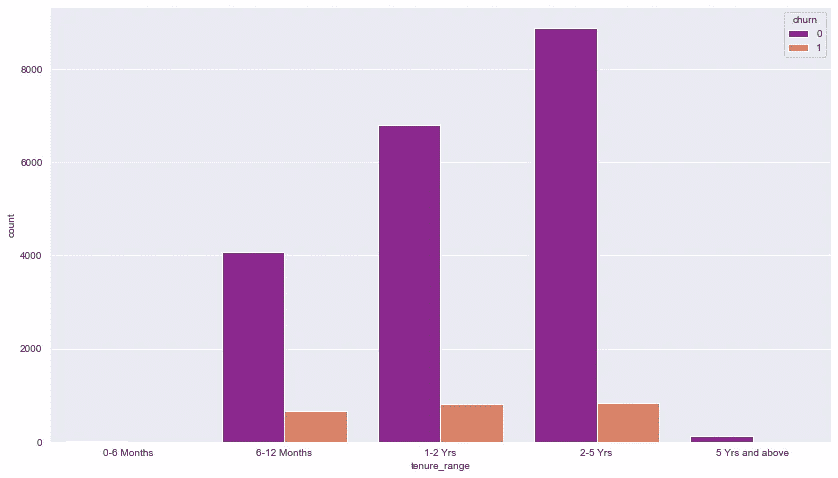 churn
0
1
8000
6000
4000
2000
0
count
0-6 Months
6-12 Months
1-2 Yrs
2-5 Yrs
5 Yrs and above
tenure_range